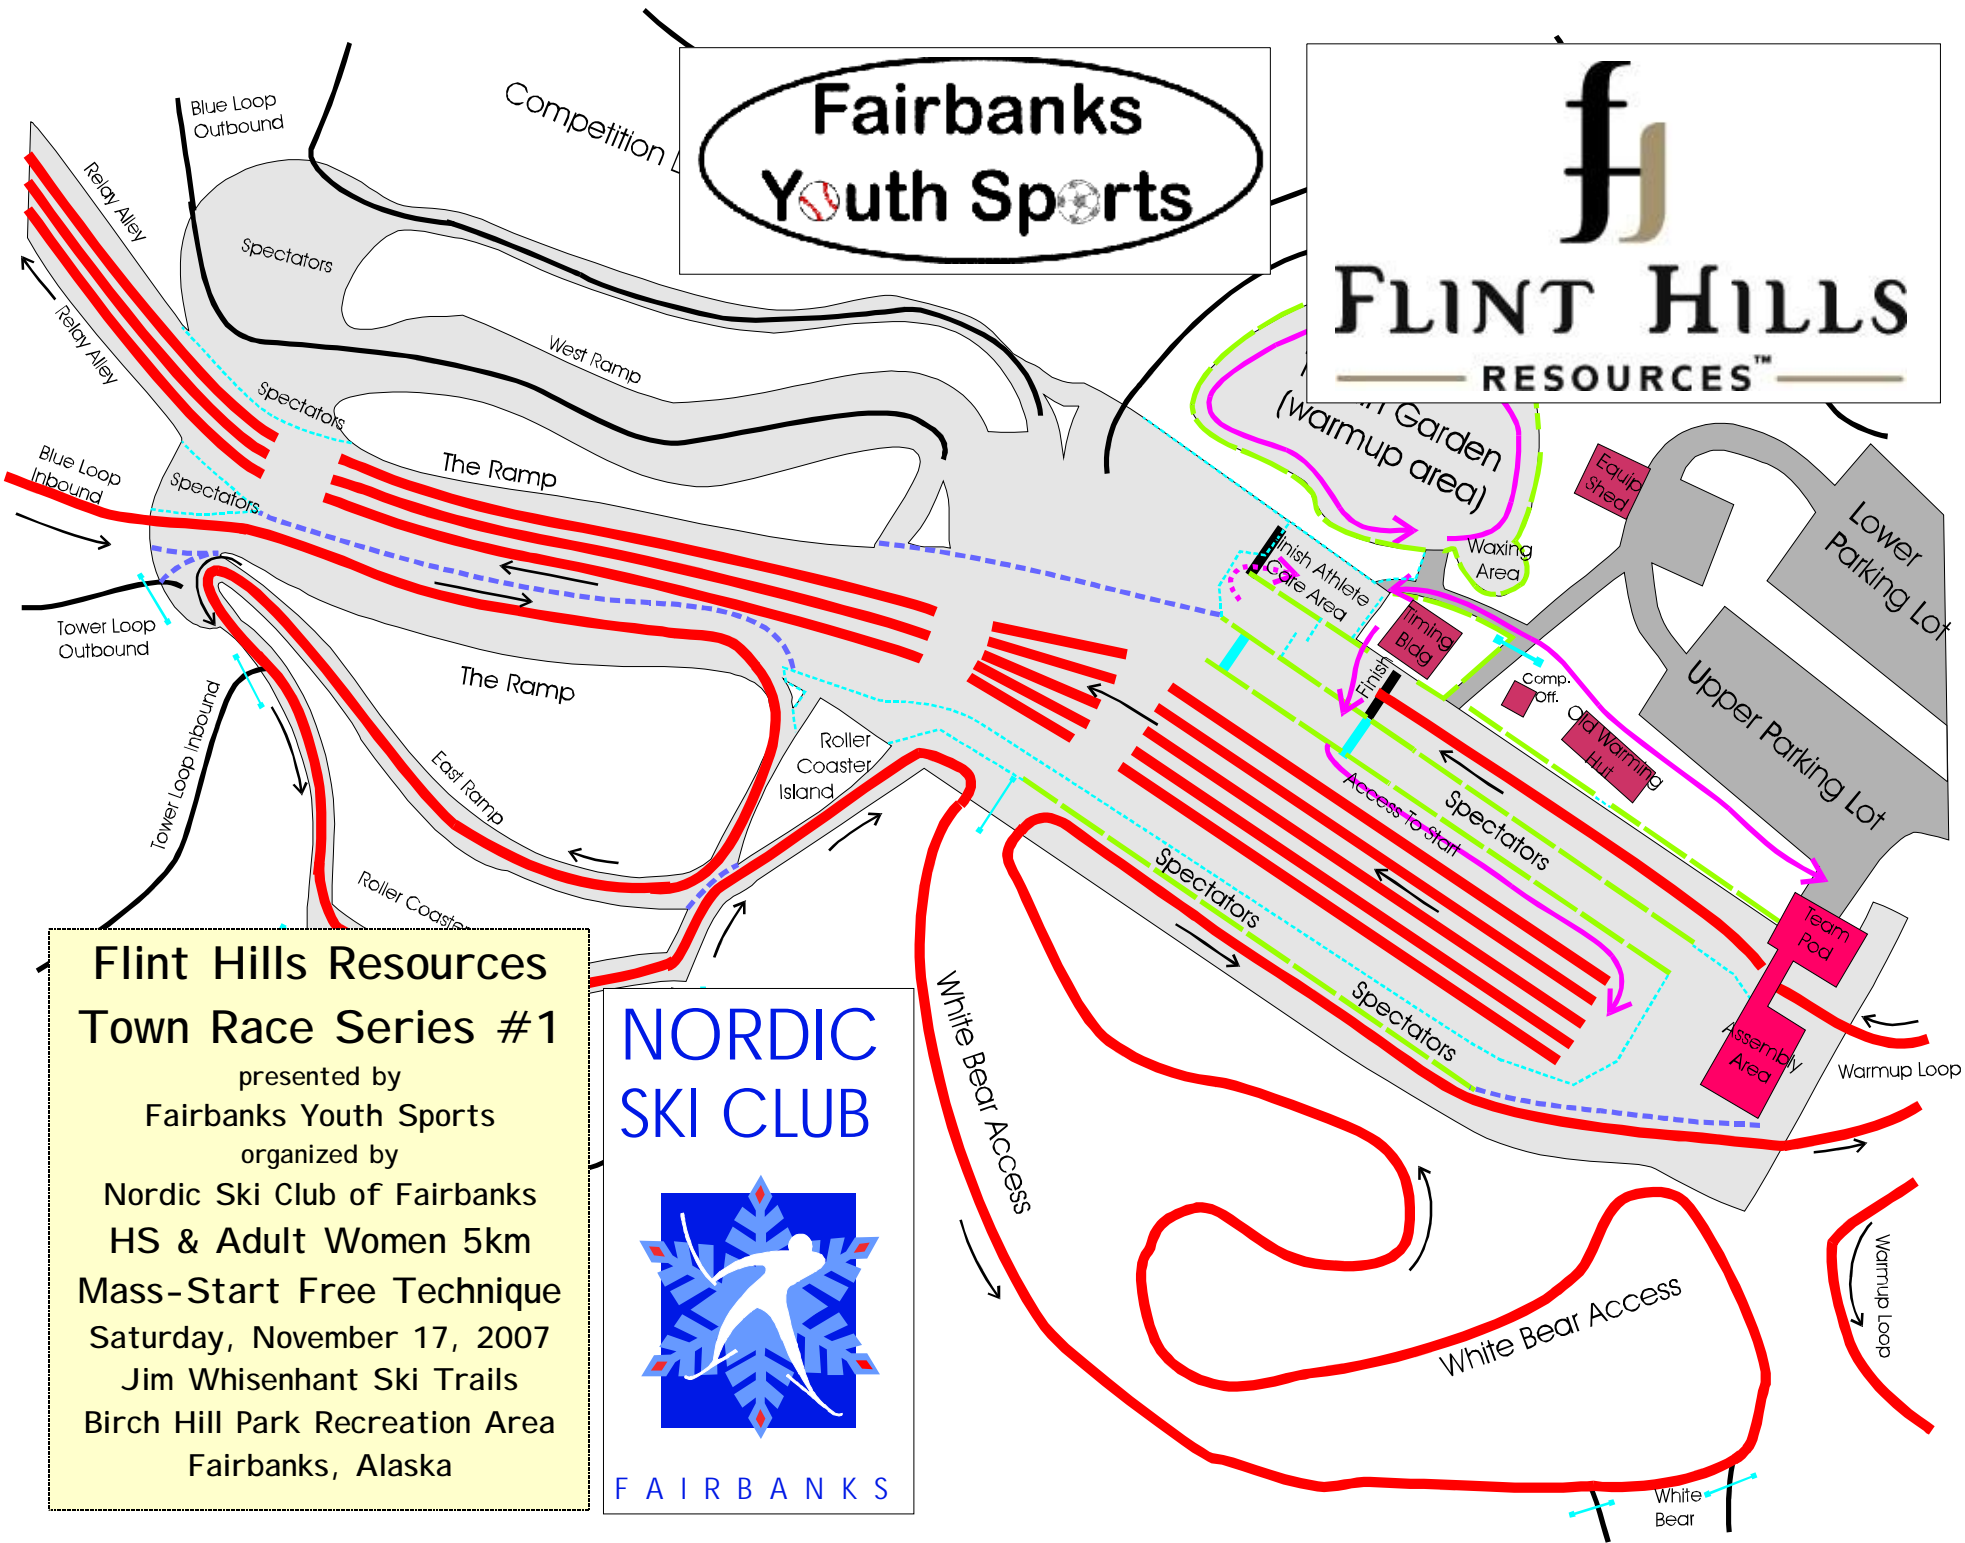 Blue Loop
Outbound
Competition
Fairbanks
Youth Sports
FLINT HILLS
RESOURCES™
Relay Alley
Spectators
Relay Alley
West Ramp
Spectators
Garden
(warmup area)
Equip
Shed
Lower
Parking Lot
Blue Loop
Inbound
Spectators
The Ramp
Waxing
Area
inish Athlete
Care Area
Timing
Bldg
Tower Loop
Outbound
The Ramp
Finish
Comp.
Off.
Upper Parking Lot
Old Warming
Hut
Tower Loop Inbound
East Ramp
Roller
Coaster
Island
Access To Start
Spectators
Spectators
Roller Coaster
Team
Pod
Spectators
Assembly
Area
Warmup Loop
White Bear Access
Flint Hills Resources
Town Race Series #1
presented by
Fairbanks Youth Sports
organized by
Nordic Ski Club of Fairbanks
HS & Adult Women 5km
Mass-Start Free Technique
Saturday, November 17, 2007
Jim Whisenhant Ski Trails
Birch Hill Park Recreation Area
Fairbanks, Alaska
NORDIC
SKI CLUB
FAIRBANKS
White Bear Access
Warmup Loop
White
Bear